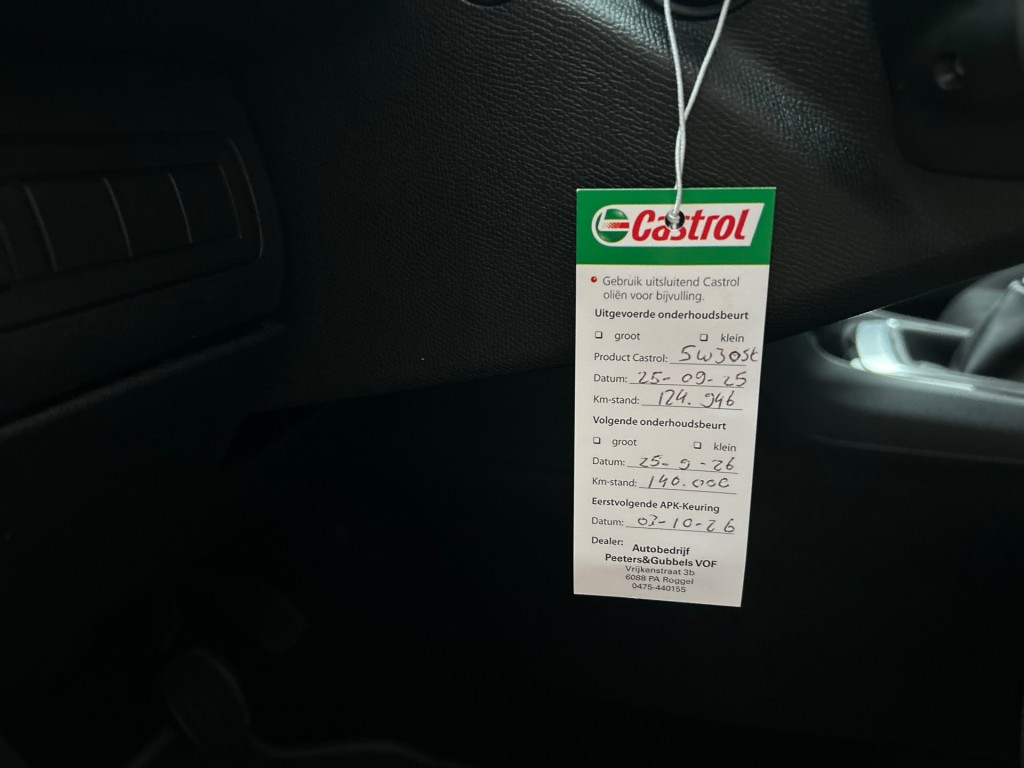 Castrol
Gebruik uitsluitend Castrol
oliën voor bijvulling.
Uitgevoerde onderhoudsbeurt
groot klein
Product Castrol: 5w30St
Datum: 25-09-25
Km-stand: 124.946
Volgende onderhoudsbeurt
groot klein
Datum: 25-9-26
Km-stand: 140.000
Eerstvolgende APK-Keuring
Datum: 03-10-26
Dealer: Autobedrijf
Peeters&Gubbels VOF
Vrijkenstraat 3b
6088 PA Roggel
0475-440155